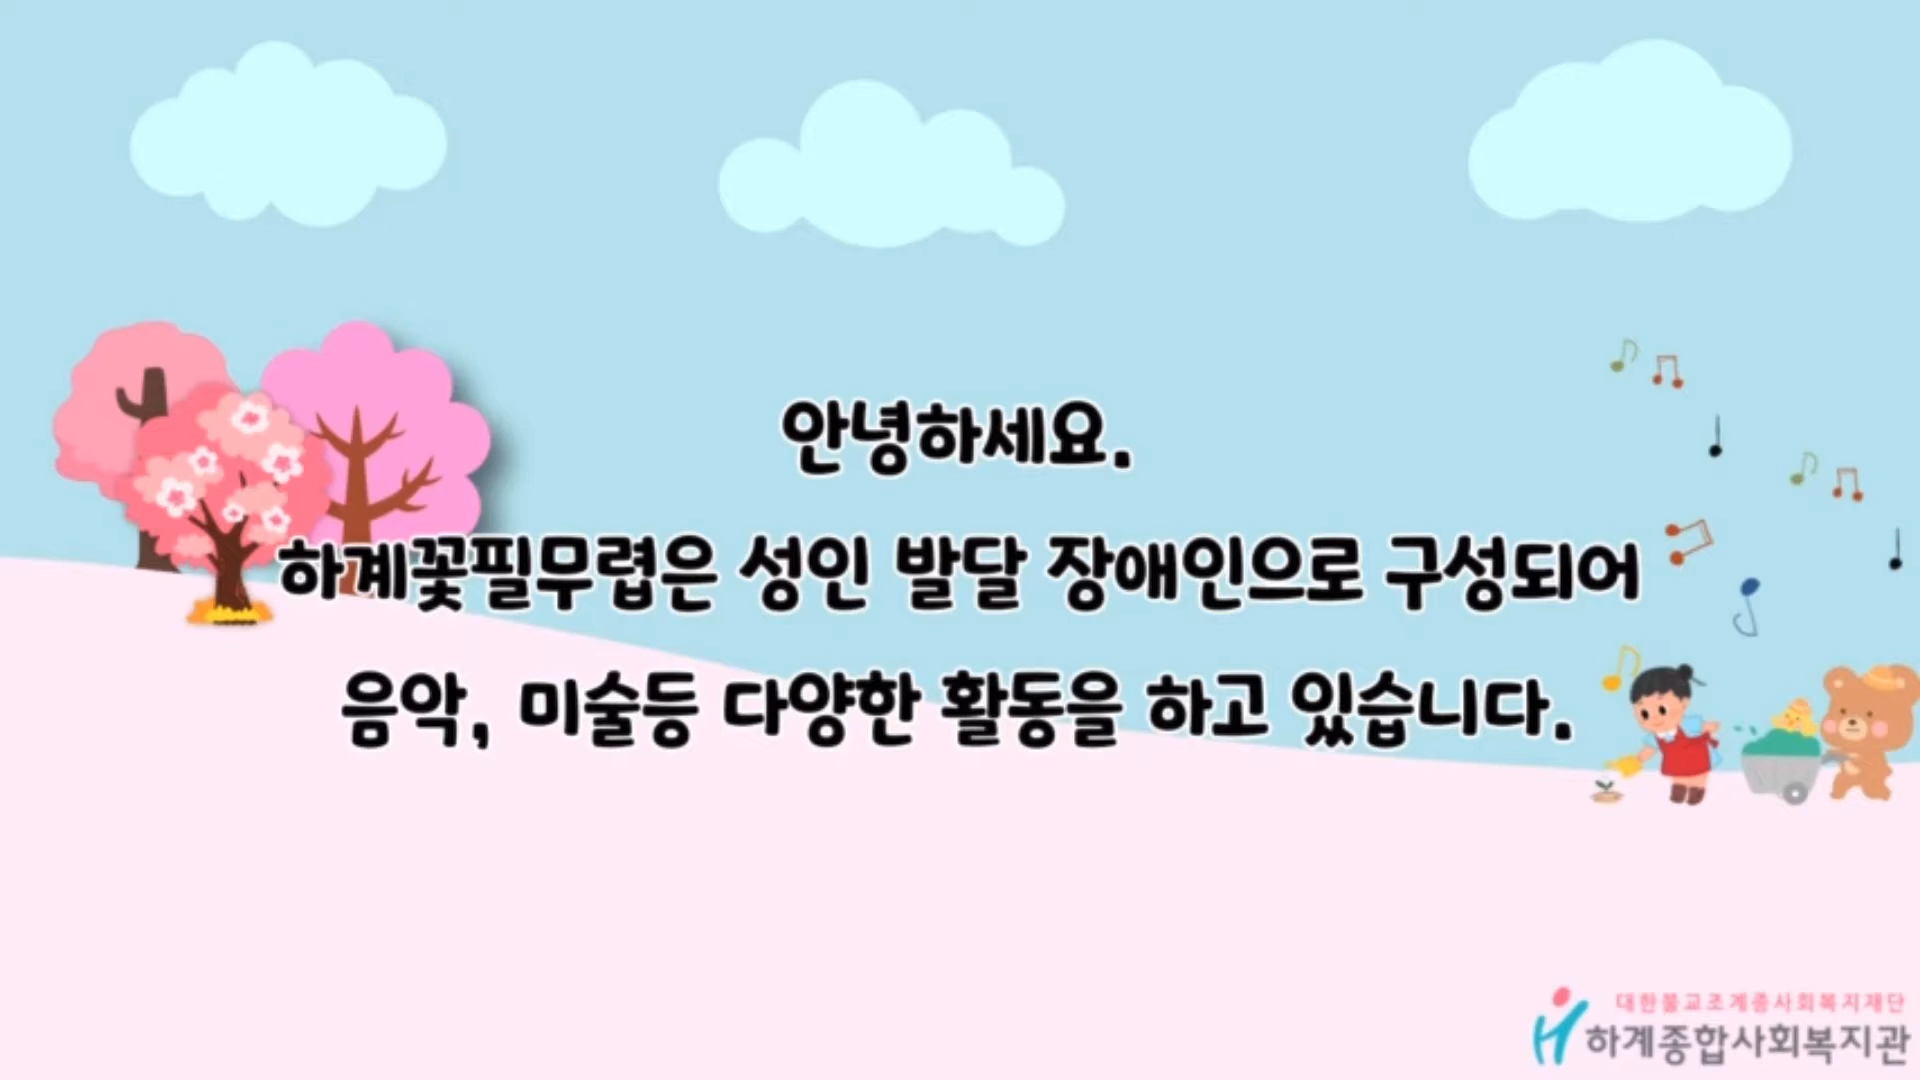 안녕하세요.
하계꽃필무렵은 성인 발달 장애인으로 구성되어
음악, 미술등 다양한 활동을 하고 있습니다.
대한불교조계종사회복지재단
하계종합사회복지관